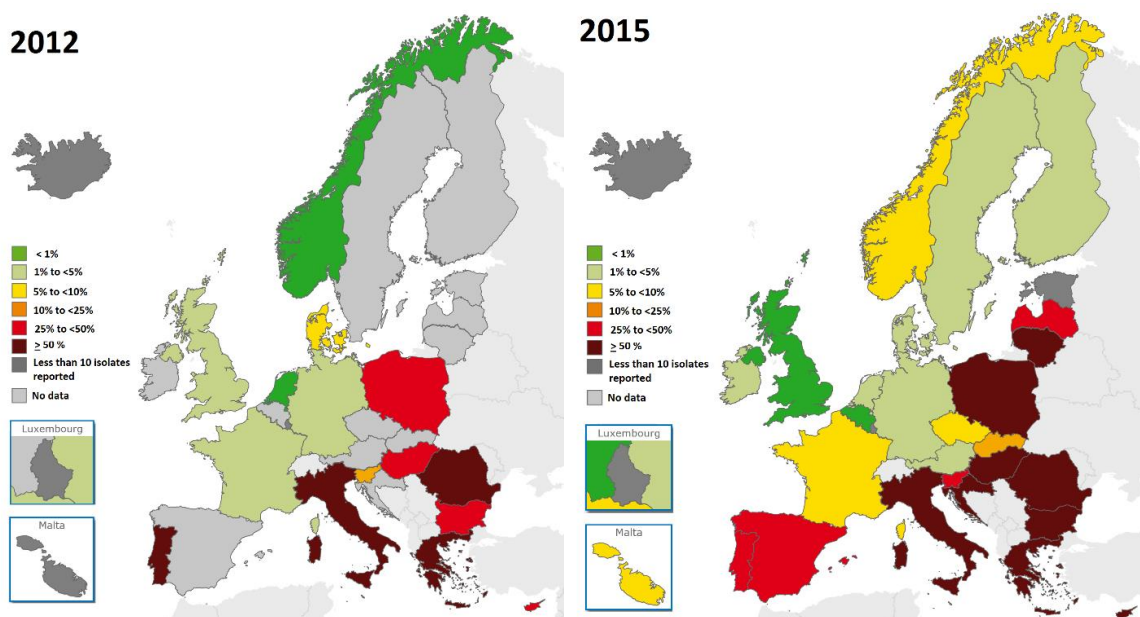 2012
< 1%
1% to <5%
5% to <10%
10% to <25%
25% to <50%
≥ 50 %
Less than 10 isolates
reported
No data
Luxembourg
Malta
2015
< 1%
1% to <5%
5% to <10%
10% to <25%
25% to <50%
≥ 50 %
Less than 10 isolates
reported
No data
Luxembourg
Malta